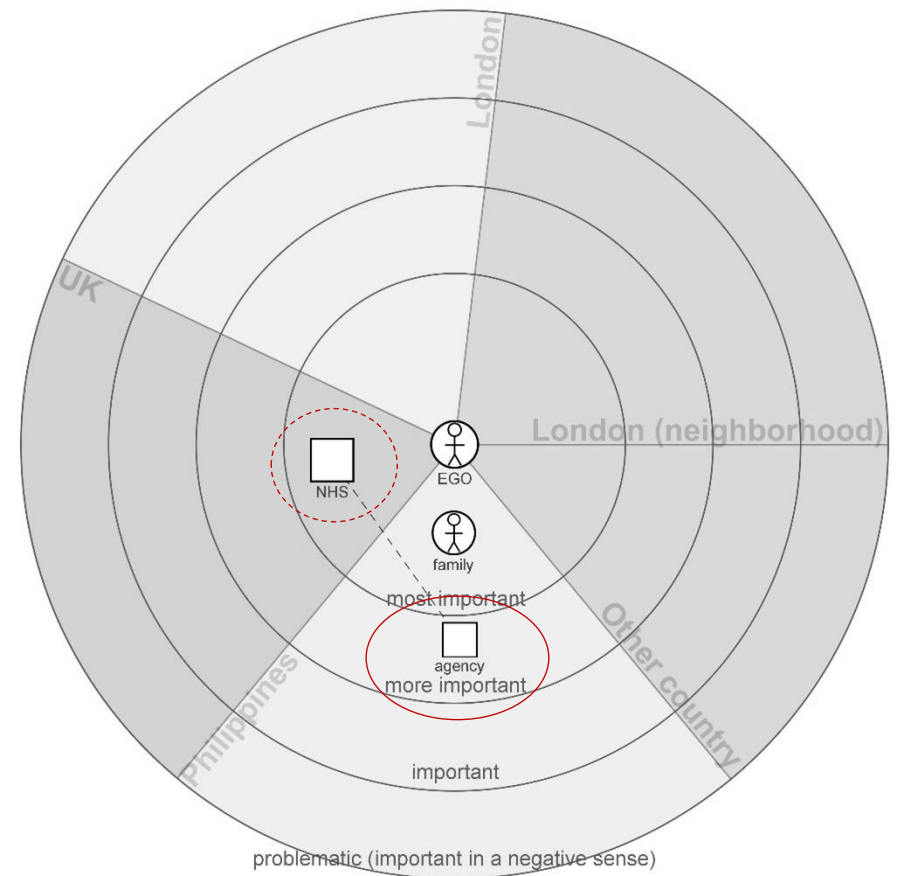 London
UK
London (neighborhood)
EGO
NHS
family
most important
agency
more important
Other country
Philippines
important
problematic (important in a negative sense)